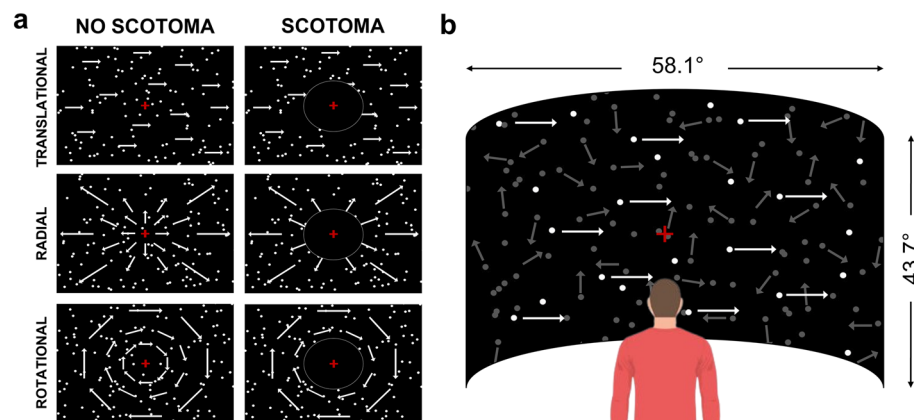 a
NO SCOTOMA
SCOTOMA
TRANSLATIONAL
RADIAL
ROTATIONAL
b
58.1°
43.7°